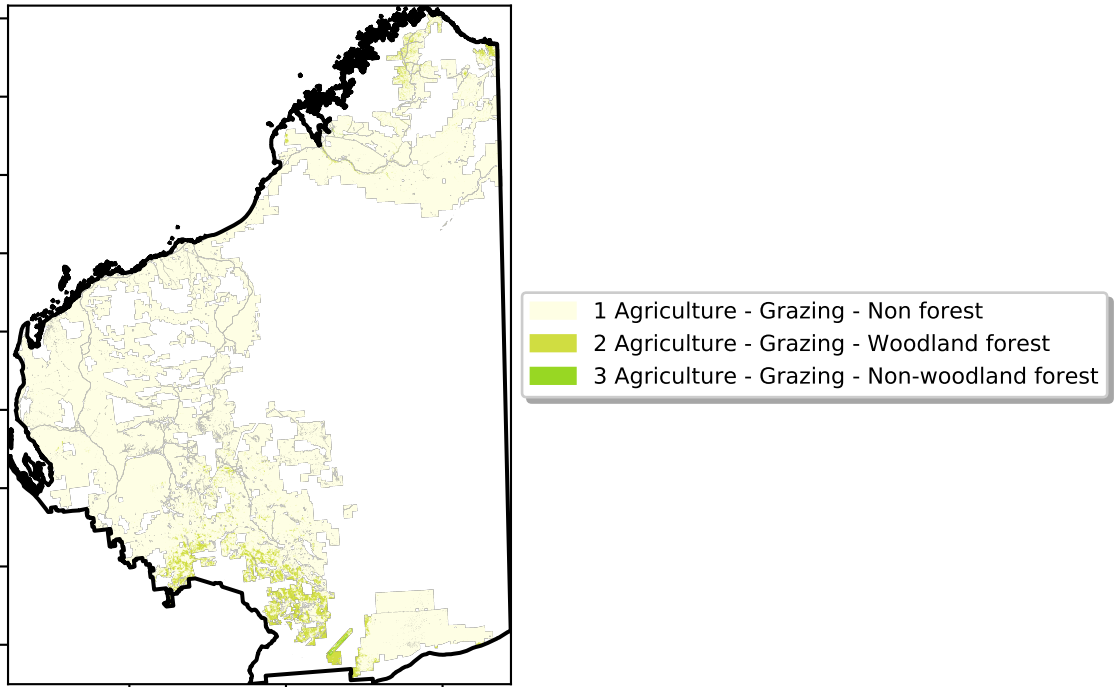 1 Agriculture - Grazing - Non forest
2 Agriculture - Grazing - Woodland forest
3 Agriculture - Grazing - Non-woodland forest